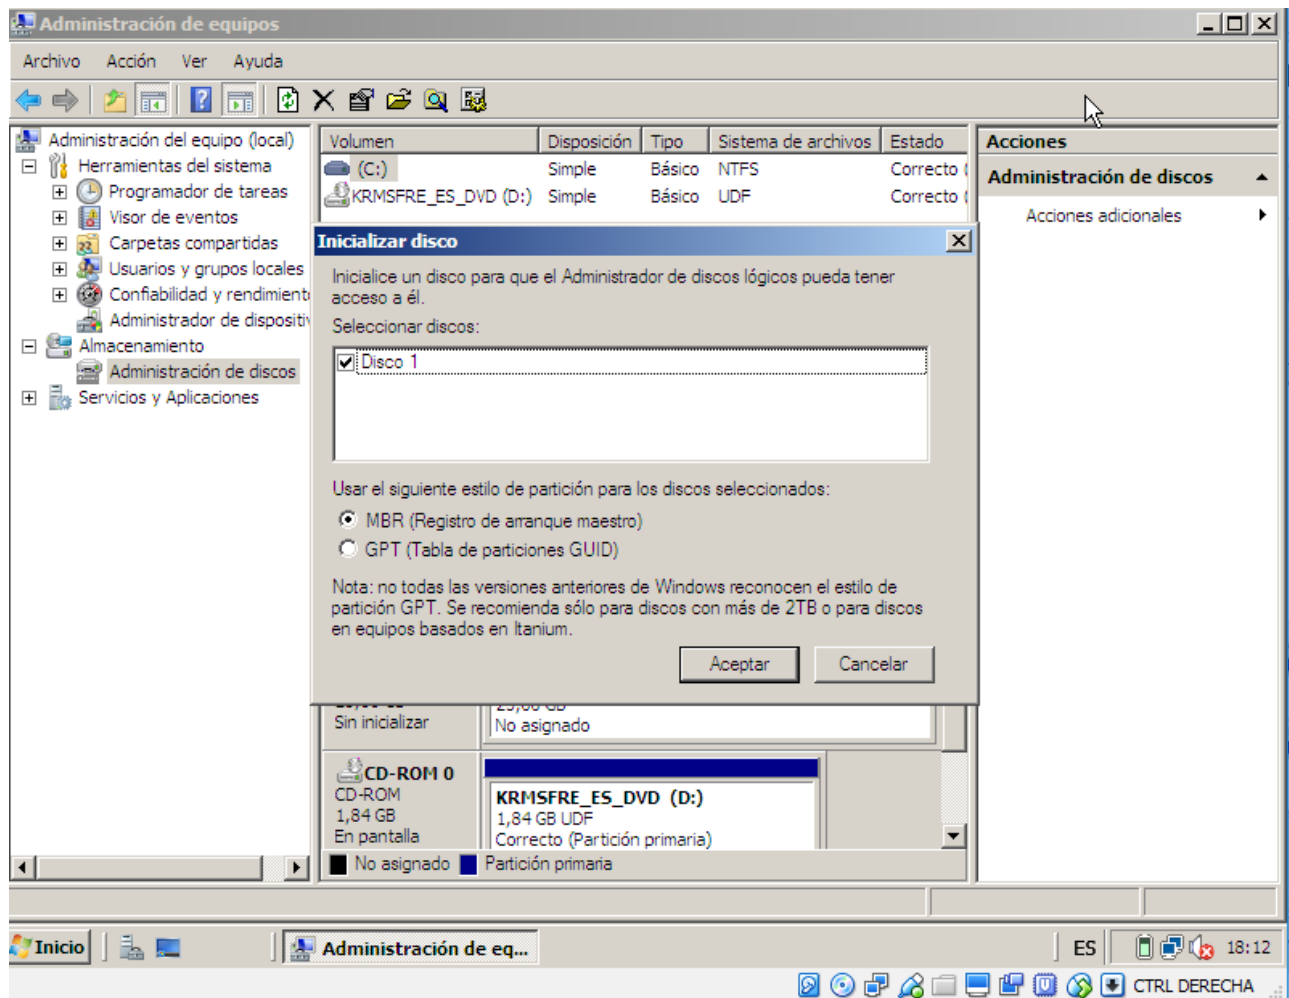 Administración de equipos
Archivo Acción Ver Ayuda
Administración del equipo (local)
Herramientas del sistema
Programador de tareas
Visor de eventos
Carpetas compartidas
Usuarios y grupos locales
Confiabilidad y rendimient
Administrador de dispositiv
Almacenamiento
Administración de discos
Servicios y Aplicaciones
Volumen Disposición Tipo Sistema de archivos Estado
(C:) Simple Básico NTFS Correcto (
KRMSFRE_ES_DVD (D:) Simple Básico UDF Correcto (
Acciones
Administración de discos
Acciones adicionales
Inicializar disco
Inicialice un disco para que el Administrador de discos lógicos pueda tener
acceso a él.
Seleccionar discos:
Disco 1
Usar el siguiente estilo de partición para los discos seleccionados:
MBR (Registro de arranque maestro)
GPT (Tabla de particiones GUID)
Nota: no todas las versiones anteriores de Windows reconocen el estilo de
partición GPT. Se recomienda sólo para discos con más de 2TB o para discos
en equipos basados en Itanium.
Aceptar Cancelar
Sin inicializar
No asignado
CD-ROM 0
CD-ROM
1,84 GB
En pantalla
KRMSFRE_ES_DVD (D:)
1,84 GB UDF
Correcto (Partición primaria)
No asignado Partición primaria
Inicio
Administración de eq...
ES
18:12
CTRL DERECHA